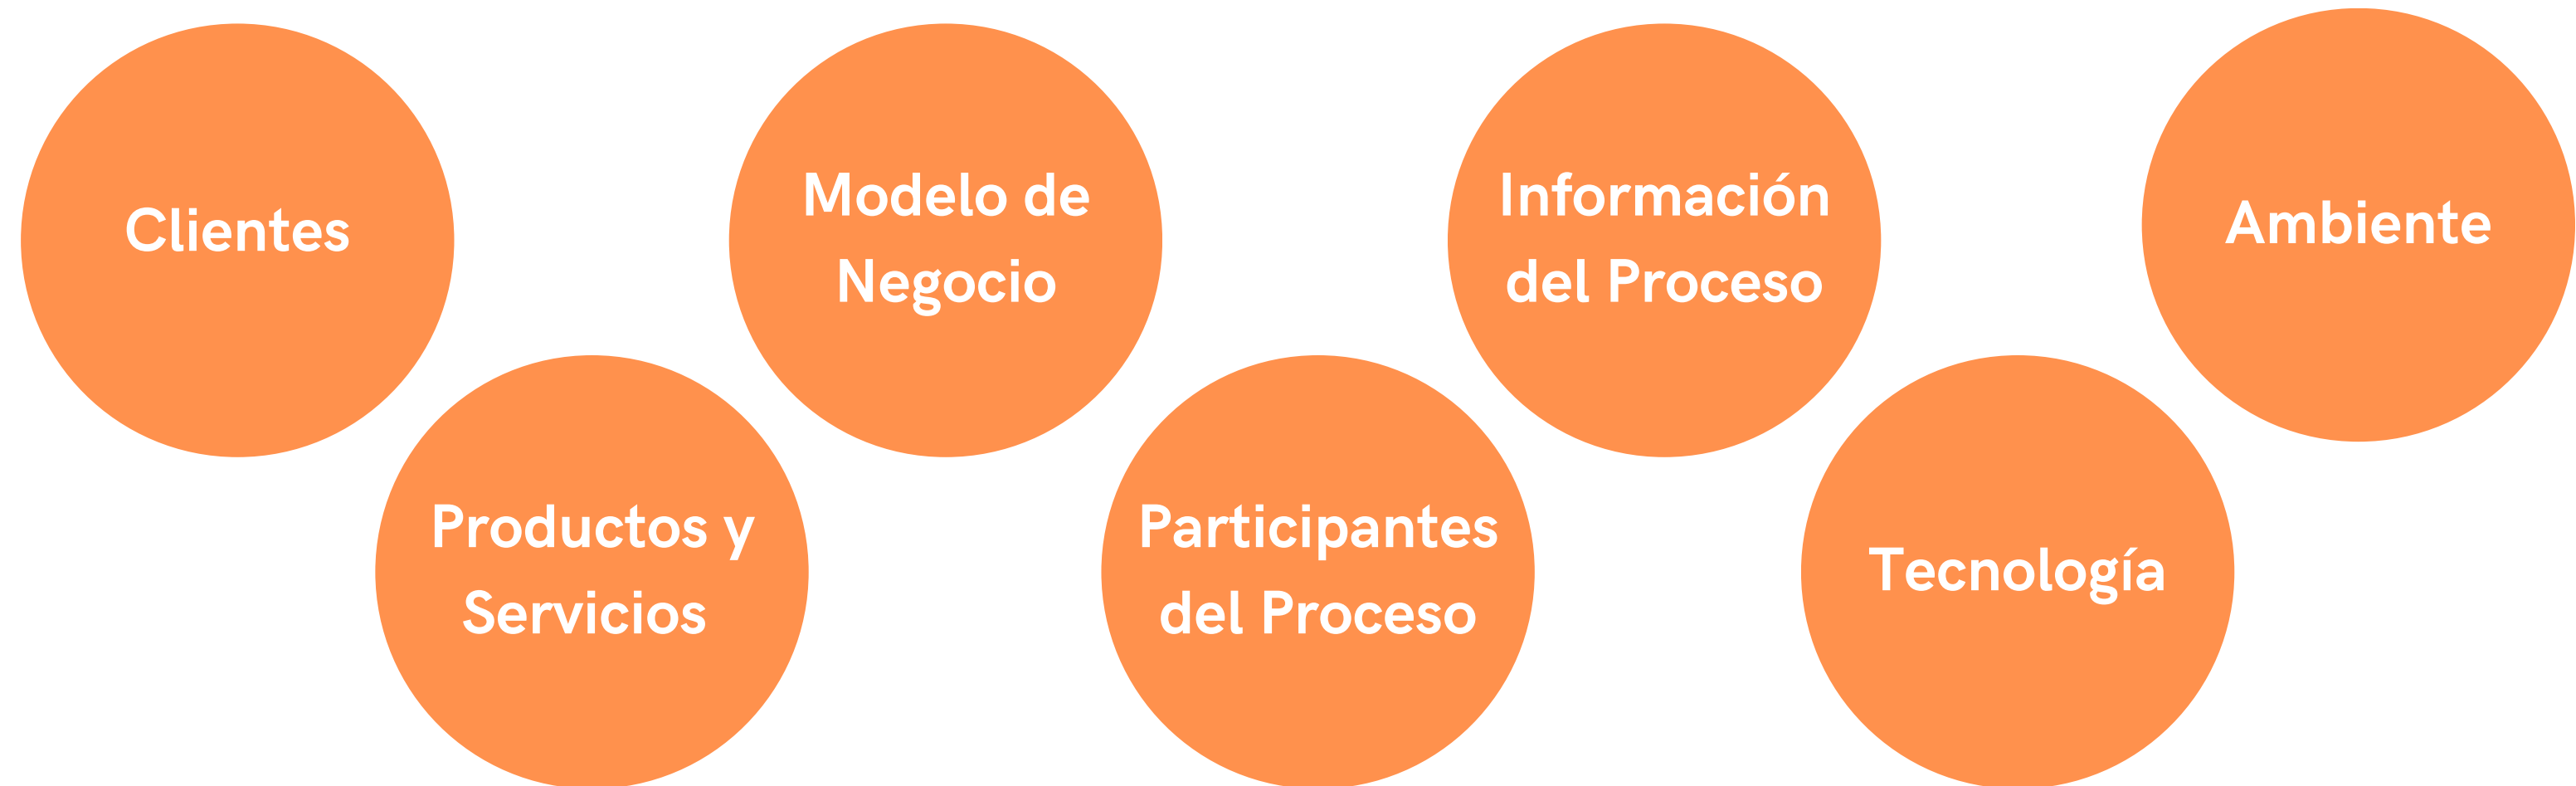 Clientes
Productos y
Servicios
Modelo de
Negocio
Participantes
del Proceso
Información
del Proceso
Tecnología
Ambiente